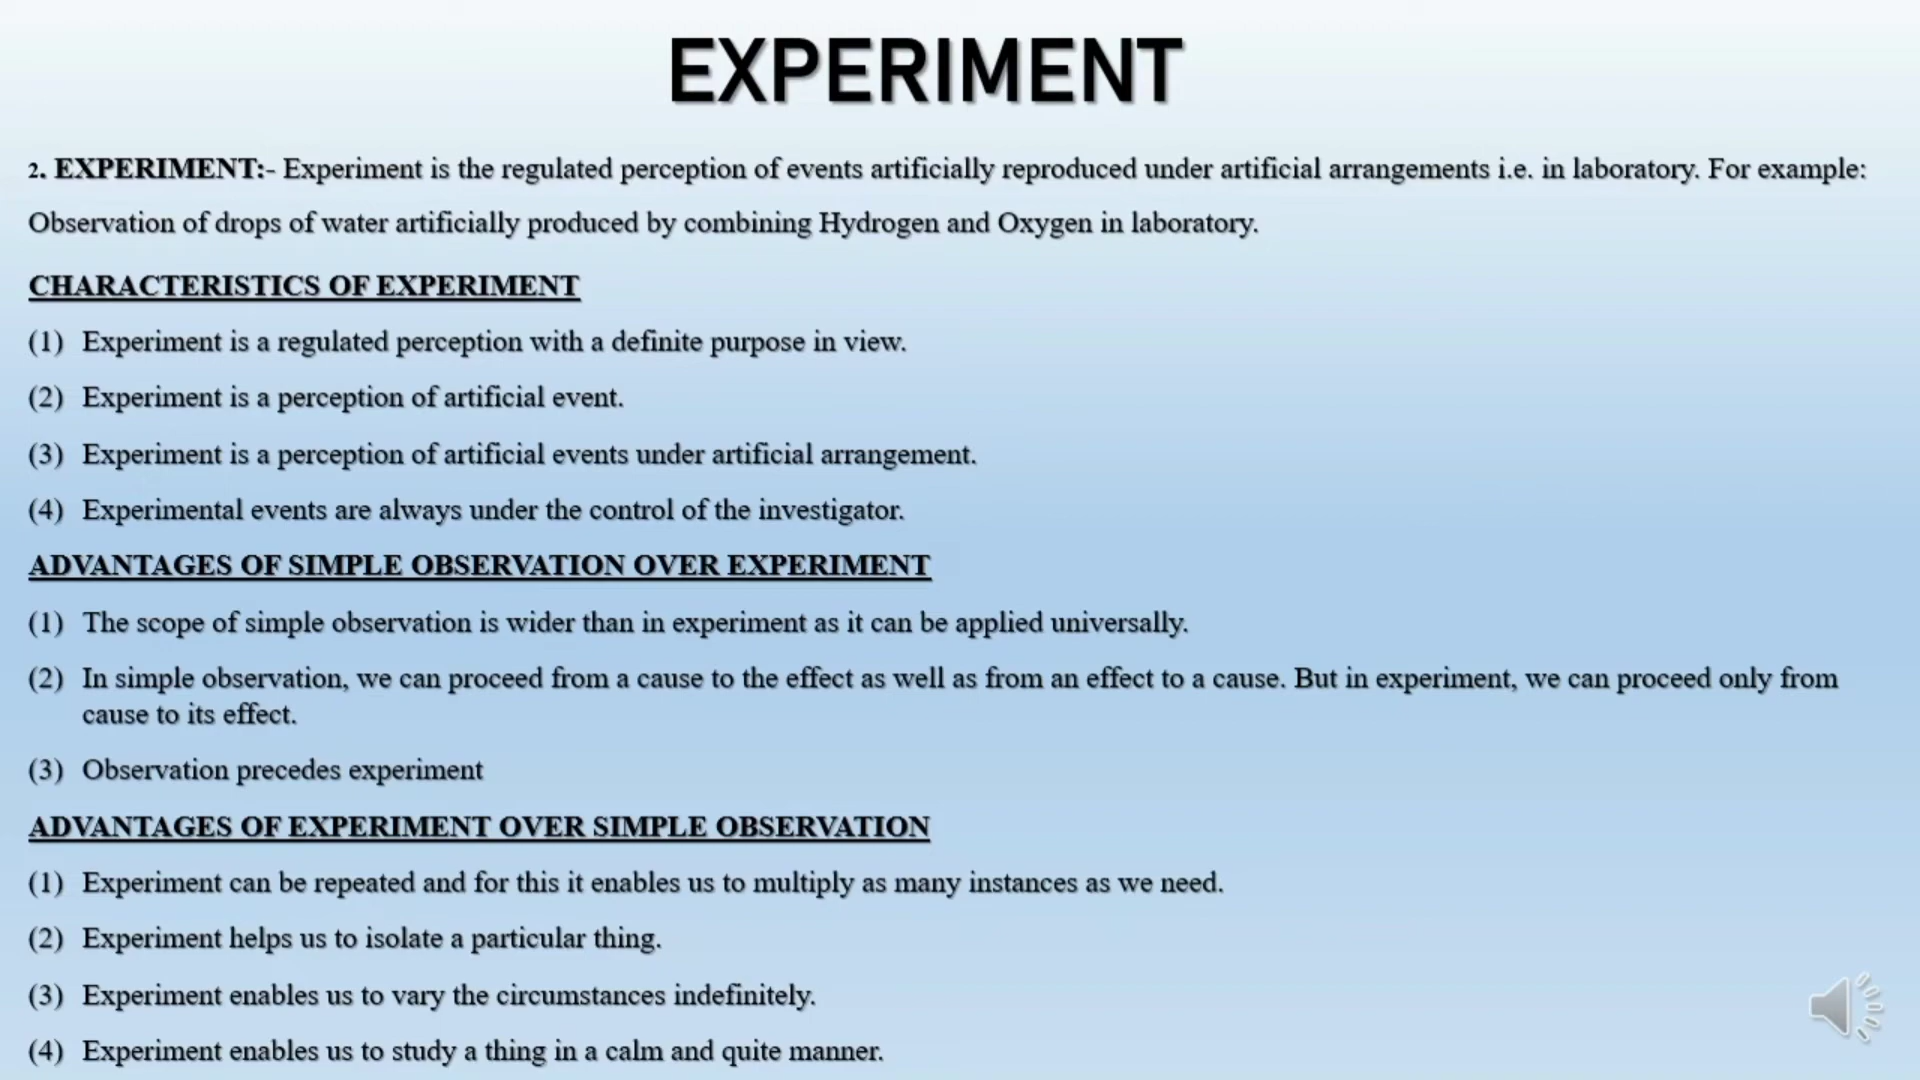 EXPERIMENT
2. EXPERIMENT:- Experiment is the regulated perception of events artificially reproduced under artificial arrangements i.e. in laboratory. For example:
Observation of drops of water artificially produced by combining Hydrogen and Oxygen in laboratory.
CHARACTERISTICS OF EXPERIMENT
(1) Experiment is a regulated perception with a definite purpose in view.
(2) Experiment is a perception of artificial event.
(3) Experiment is a perception of artificial events under artificial arrangement.
(4) Experimental events are always under the control of the investigator.
ADVANTAGES OF SIMPLE OBSERVATION OVER EXPERIMENT
(1) The scope of simple observation is wider than in experiment as it can be applied universally.
(2) In simple observation, we can proceed from a cause to the effect as well as from an effect to a cause. But in experiment, we can proceed only from
cause to its effect.
(3) Observation precedes experiment
ADVANTAGES OF EXPERIMENT OVER SIMPLE OBSERVATION
(1) Experiment can be repeated and for this it enables us to multiply as many instances as we need.
(2) Experiment helps us to isolate a particular thing.
(3) Experiment enables us to vary the circumstances indefinitely.
(4) Experiment enables us to study a thing in a calm and quite manner.